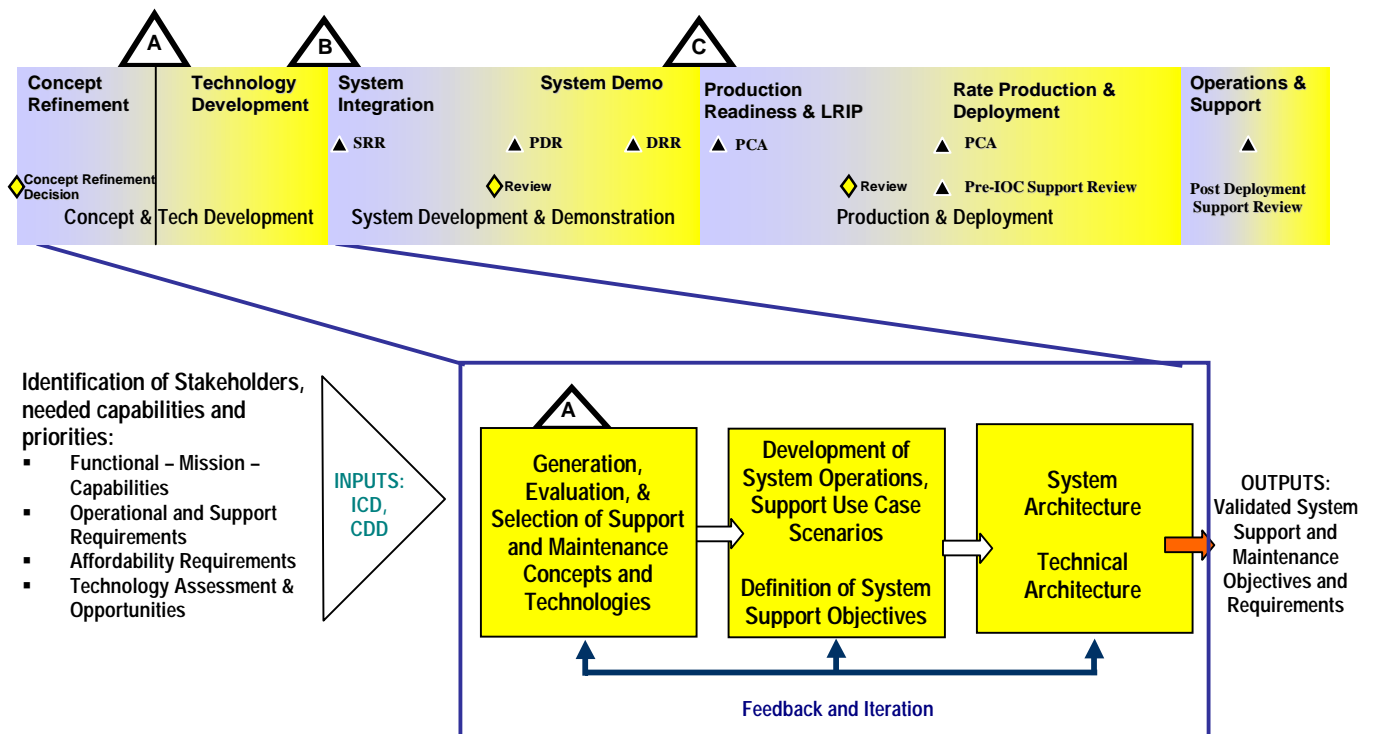 A
B
C
Concept
Refinement
Technology
Development
System
Integration
System Demo
Production
Readiness & LRIP
Rate Production &
Deployment
Operations &
Support
SRR
PDR
DRR
PCA
PCA
Concept Refinement
Decision
Review
Review
Pre-IOC Support Review
Post Deployment
Support Review
Concept & Tech Development
System Development & Demonstration
Production & Deployment
Identification of Stakeholders,
needed capabilities and
priorities:
▪ Functional – Mission –
Capabilities
▪ Operational and Support
Requirements
▪ Affordability Requirements
▪ Technology Assessment &
Opportunities
INPUTS:
ICD,
CDD
A
Generation,
Evaluation, &
Selection of Support
and Maintenance
Concepts and
Technologies
Development of
System Operations,
Support Use Case
Scenarios
Definition of System
Support Objectives
System
Architecture
Technical
Architecture
OUTPUTS:
Validated System
Support and
Maintenance
Objectives and
Requirements
Feedback and Iteration